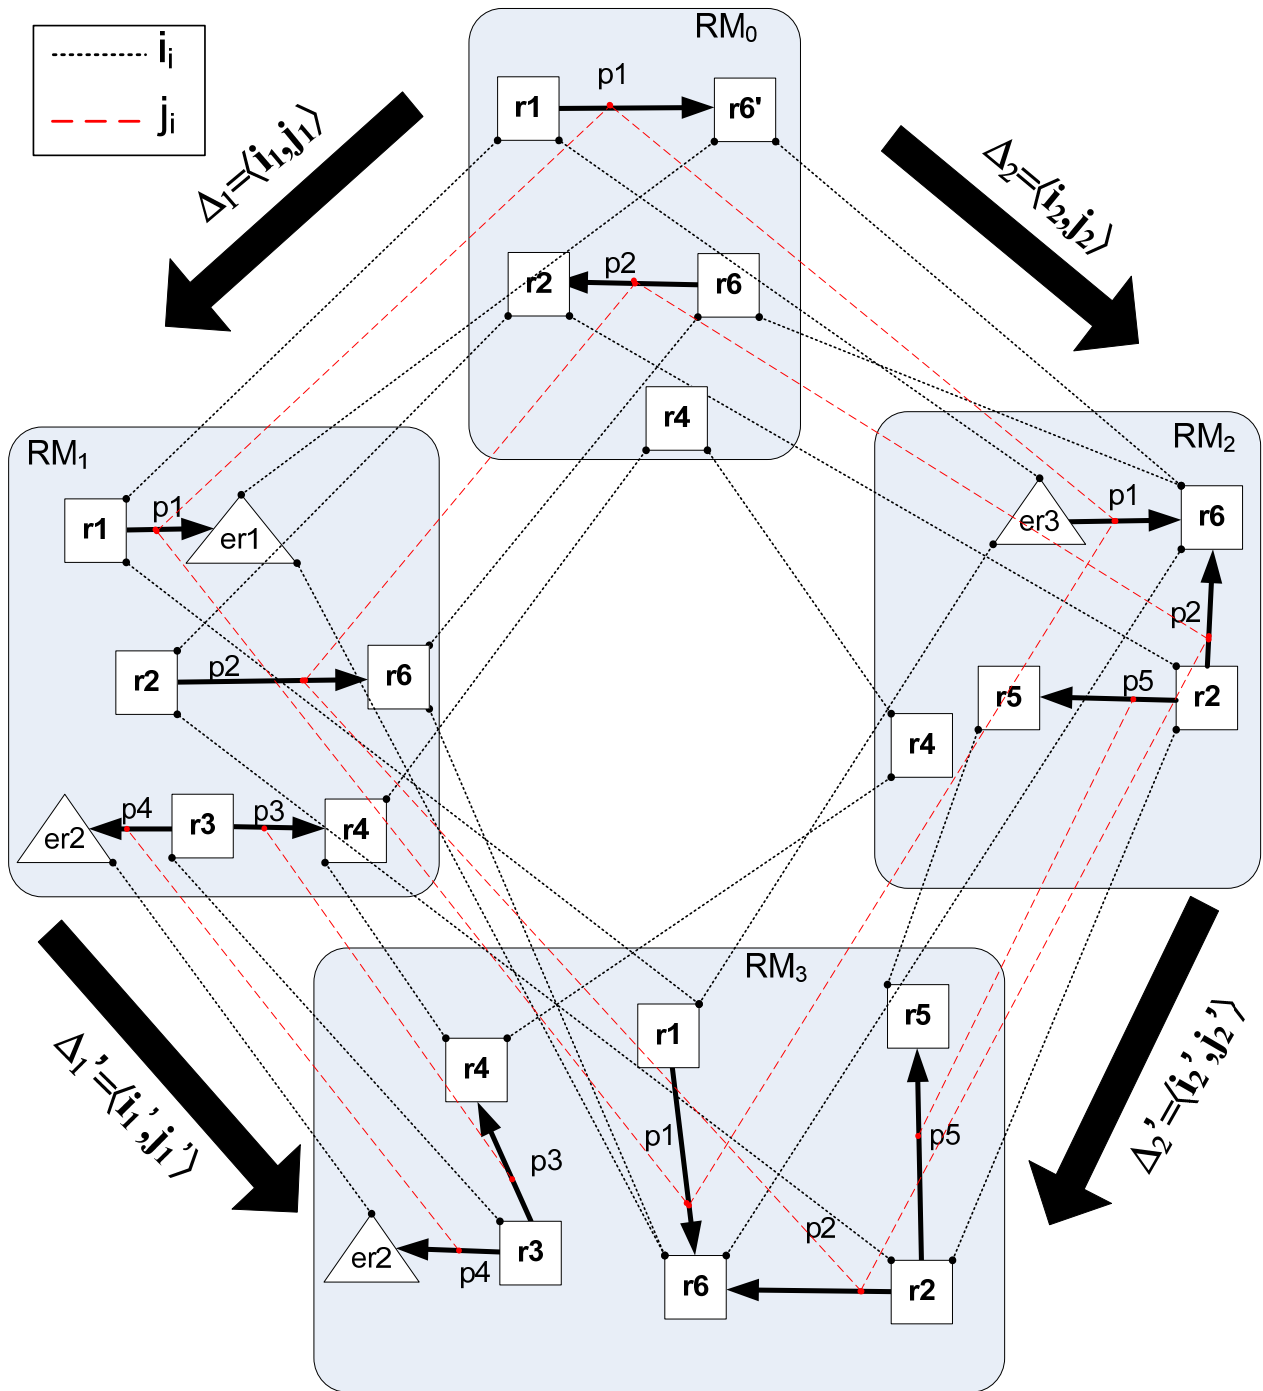 iᵢ
jᵢ
RM₀
p1
r1
r6'
Δ₁=⟨i₁,j₁⟩
Δ₂=⟨i₂,j₂⟩
p2
r2
r6
r4
RM₁
p1
r1
er1
p2
r2
r6
p4
p3
er2
r3
r4
RM₂
p1
er3
r6
p2
p5
r5
r2
r4
Δ₁'=⟨i₁',j₁'⟩
Δ₂'=⟨i₂',j₂'⟩
RM₃
r5
r1
r4
p1
p5
p3
p2
er2
r3
p4
r6
r2